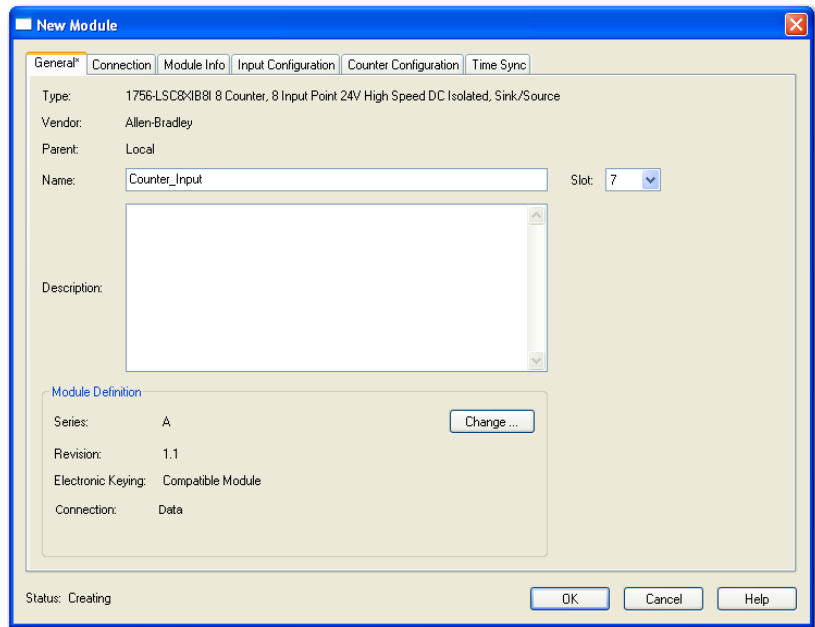 New Module
General* Connection Module Info Input Configuration Counter Configuration Time Sync
Type: 1756-LSC8XIB8I 8 Counter, 8 Input Point 24V High Speed DC Isolated, Sink/Source
Vendor: Allen-Bradley
Parent: Local
Name: Counter_Input Slot: 7
Description:
Module Definition
Series: A Change ...
Revision: 1.1
Electronic Keying: Compatible Module
Connection: Data
Status: Creating OK Cancel Help